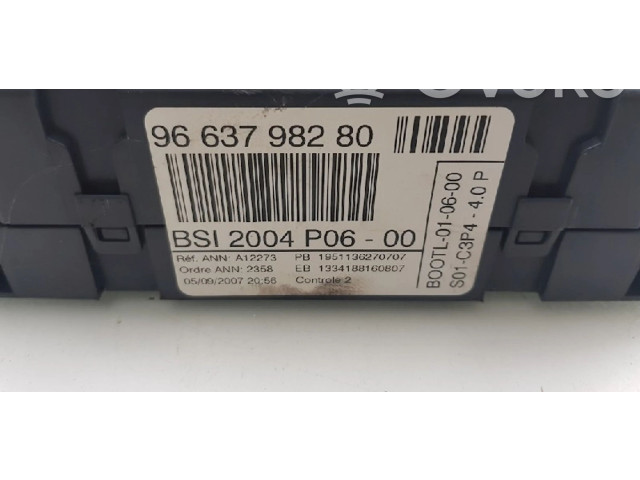 96 637 982 80
BSI 2004 P06 - 00
Réf. ANN: A12273 PB 1951136270707
Ordre ANN: 2358 EB 1334188160807
05/09/2007 20:56 Controle 2
BOOTL-01-06-00
S01-C3P4 - 4.0 P